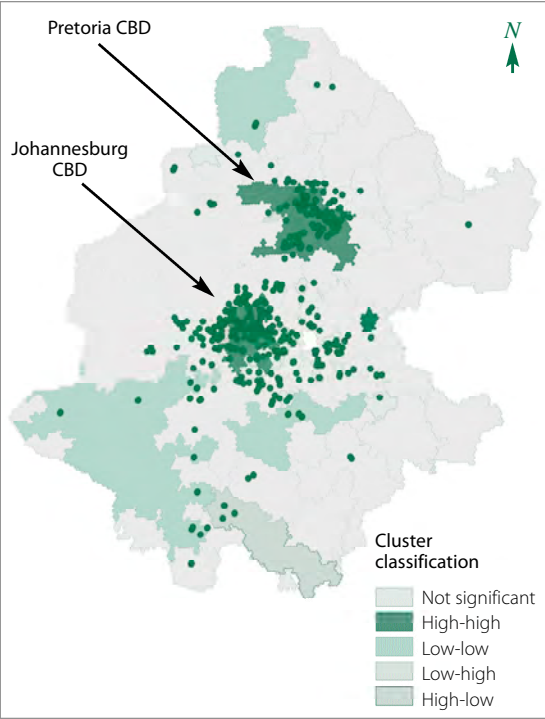 Pretoria CBD
N
Johannesburg
CBD
Cluster
classification
Not significant
High-high
Low-low
Low-high
High-low